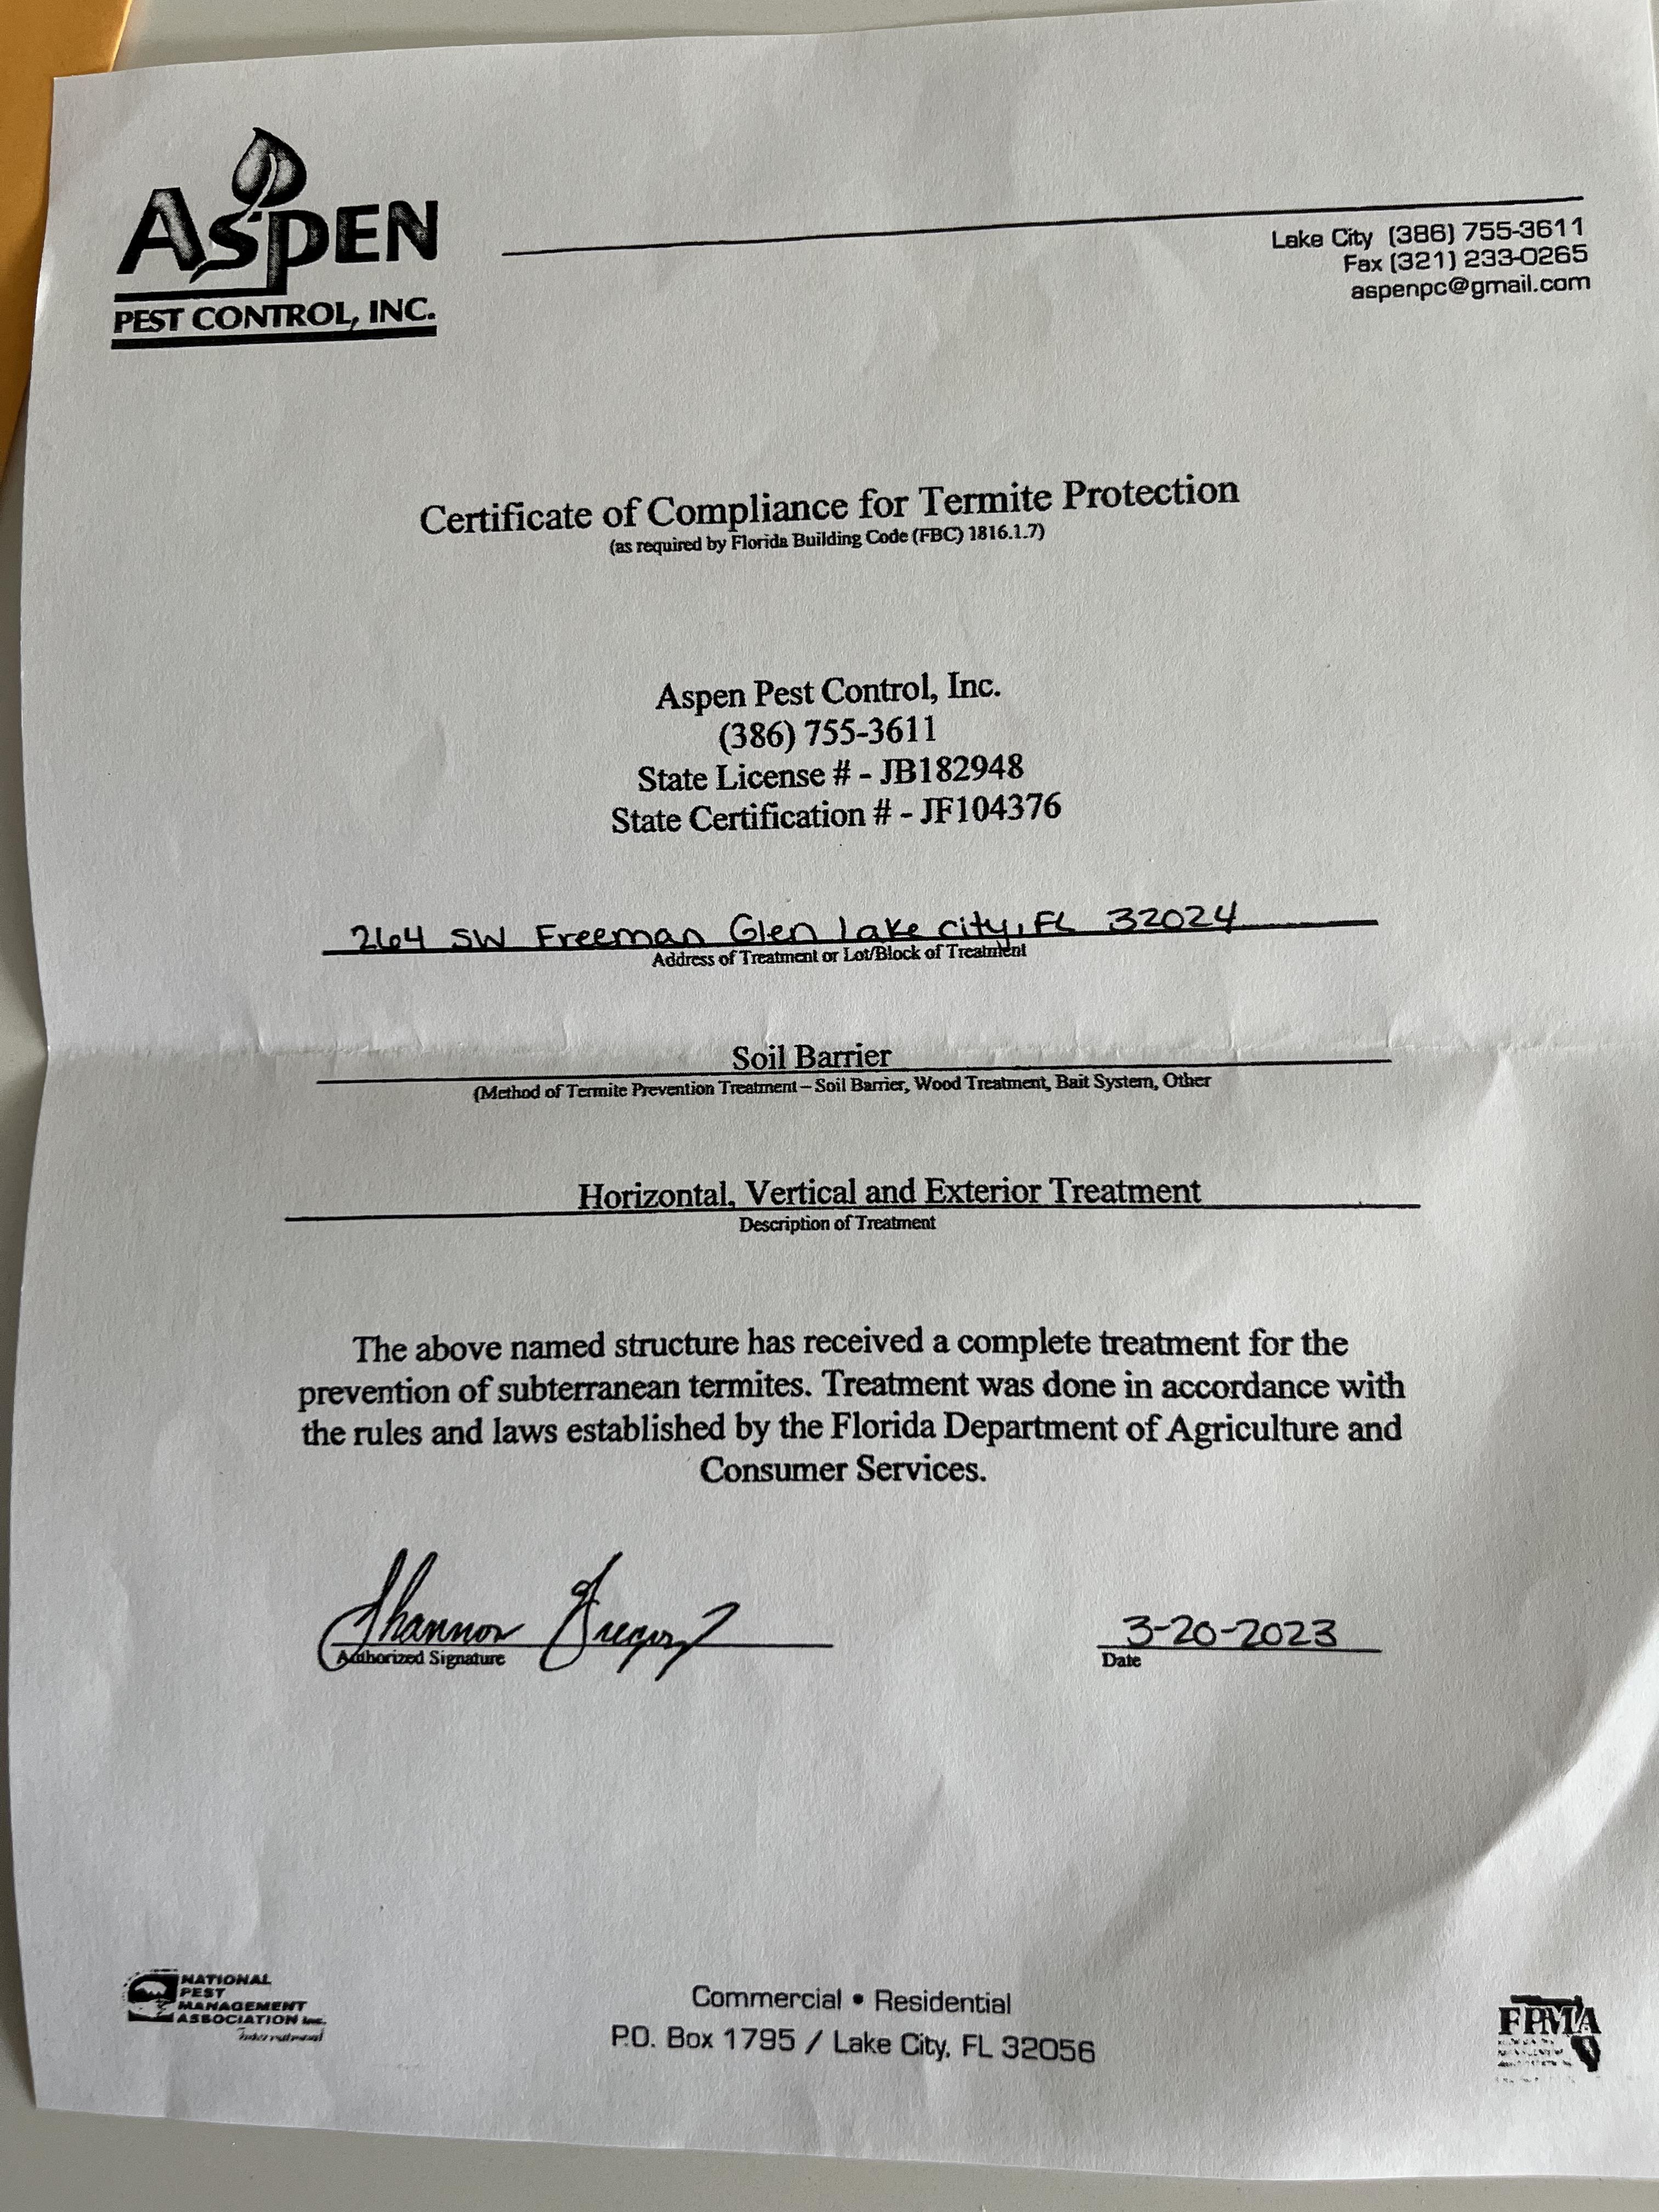 ASPEN
PEST CONTROL, INC.
Lake City (386) 755-3611
Fax (321) 233-0265
aspenpc@gmail.com
Certificate of Compliance for Termite Protection
(as required by Florida Building Code (FBC) 1816.1.7)
Aspen Pest Control, Inc.
(386) 755-3611
State License # - JB182948
State Certification # - JF104376
264 SW Freeman Glen Lake City, FL 32024
Address of Treatment or Lot/Block of Treatment
Soil Barrier
(Method of Termite Prevention Treatment – Soil Barrier, Wood Treatment, Bait System, Other
Horizontal, Vertical and Exterior Treatment
Description of Treatment
The above named structure has received a complete treatment for the
prevention of subterranean termites. Treatment was done in accordance with
the rules and laws established by the Florida Department of Agriculture and
Consumer Services.
Shannon Gregory
Authorized Signature
3-20-2023
Date
NATIONAL
PEST
MANAGEMENT
ASSOCIATION Inc.
International
Commercial • Residential
P.O. Box 1795 / Lake City, FL 32056
FPMA